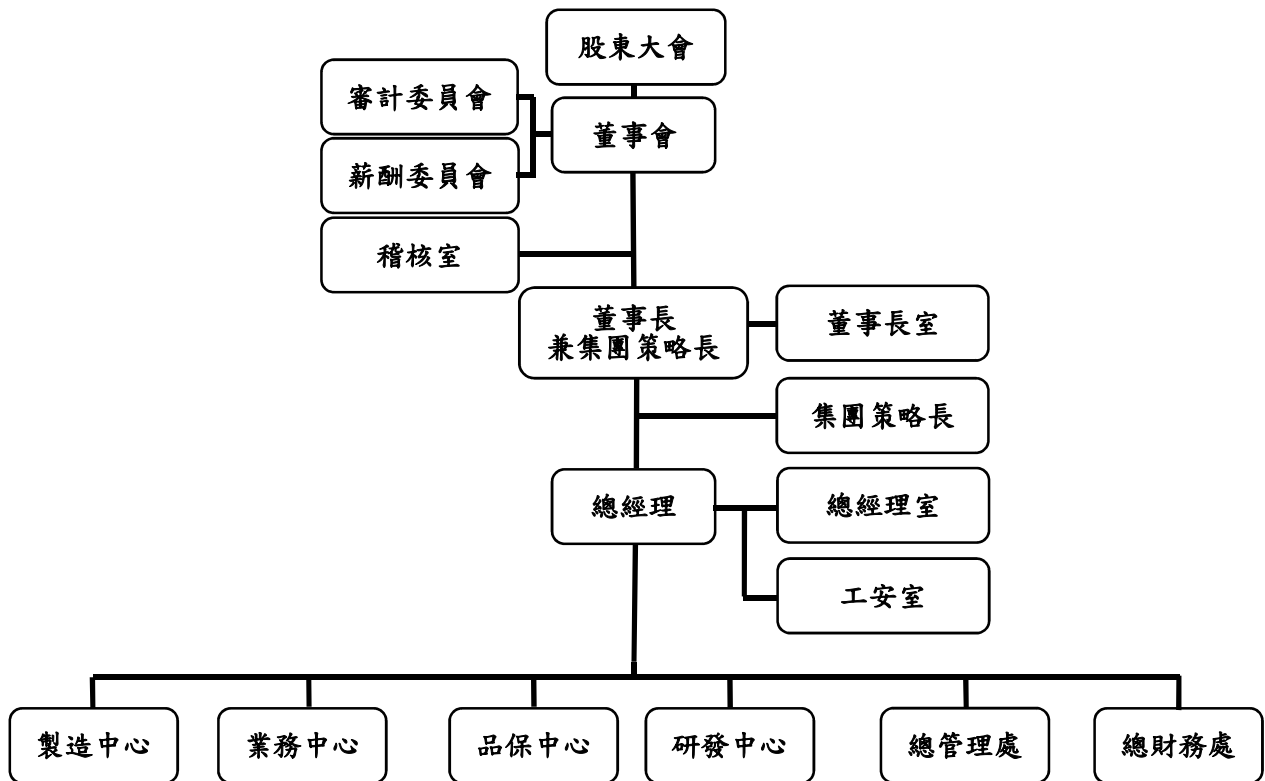 股東大會
審計委員會
董事會
薪酬委員會
稽核室
董事長
兼集團策略長
董事長室
集團策略長
總經理
總經理室
工安室
製造中心
業務中心
品保中心
研發中心
總管理處
總財務處